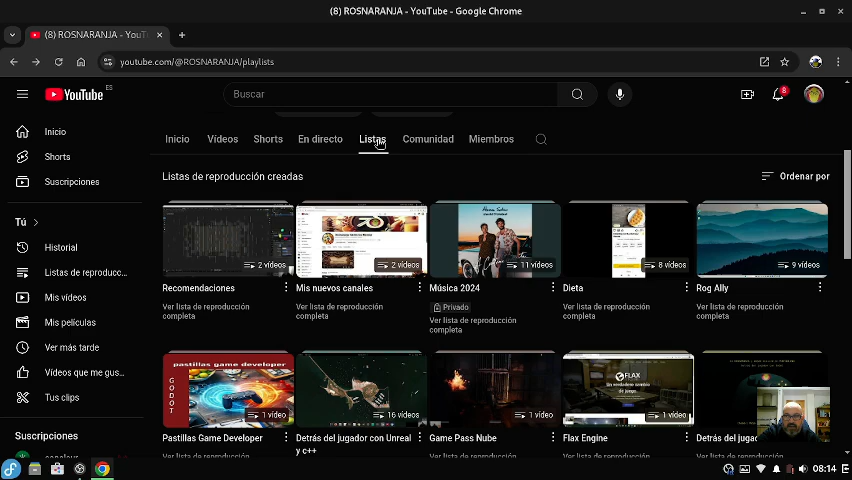 (8) ROSNARANJA - YouTube - Google Chrome
(8) ROSNARANJA - YouT
youtube.com/@ROSNARANJA/playlists
YouTube ES
Buscar
8
Inicio
Shorts
Suscripciones
Tú
Historial
Listas de reproducc...
Mis vídeos
Mis películas
Ver más tarde
Vídeos que me gus...
Tus clips
Suscripciones
Inicio Vídeos Shorts En directo Listas Comunidad Miembros
Listas de reproducción creadas
Ordenar por
2 vídeos
2 vídeos
11 vídeos
8 vídeos
9 vídeos
Recomendaciones
Ver lista de reproducción
completa
Mis nuevos canales
Ver lista de reproducción
completa
Música 2024
Privado
Ver lista de reproducción
completa
Dieta
Ver lista de reproducción
completa
Rog Ally
Ver lista de reproducción
completa
pastillas game developer
GODOT
1 vídeo
16 vídeos
1 vídeo
FLAX
1 vídeo
Pastillas Game Developer
Detrás del jugador con Unreal
y c++
Game Pass Nube
Flax Engine
Detrás del jugad
08:14